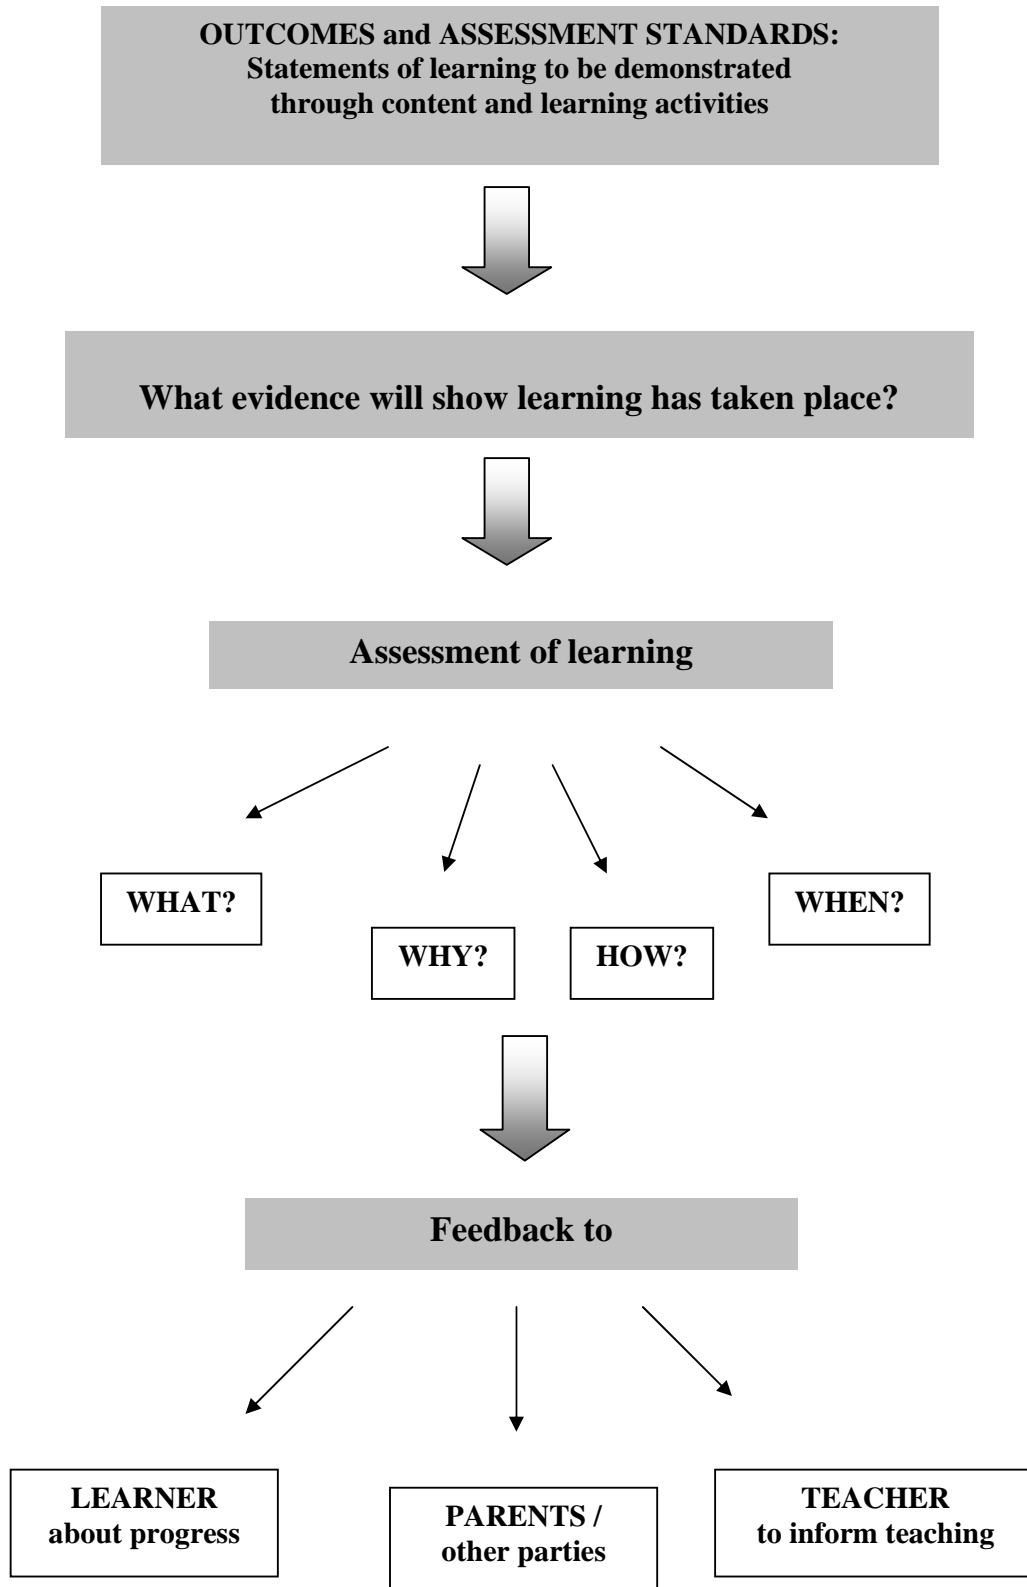 OUTCOMES and ASSESSMENT STANDARDS:
Statements of learning to be demonstrated
through content and learning activities
What evidence will show learning has taken place?
Assessment of learning
WHAT?
WHEN?
WHY?
HOW?
Feedback to
LEARNER
about progress
PARENTS /
other parties
TEACHER
to inform teaching